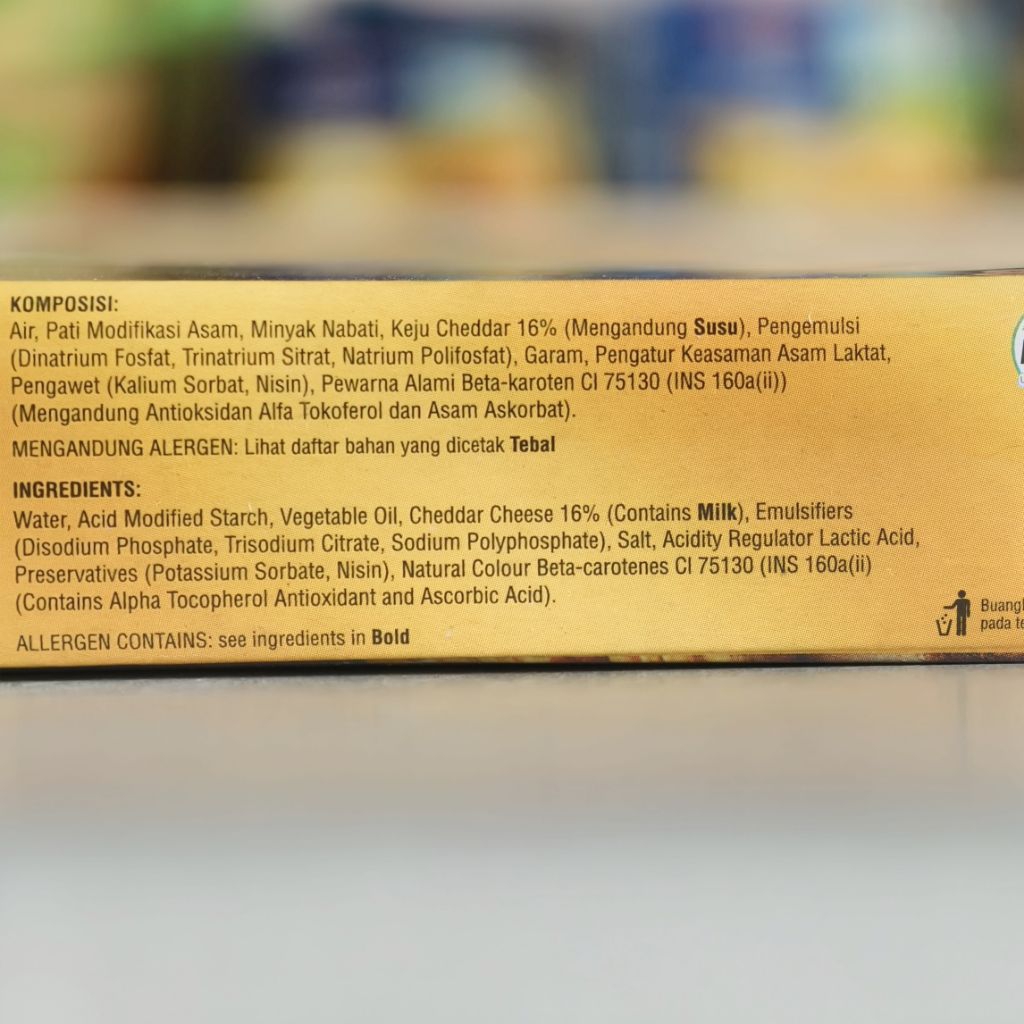 KOMPOSISI:
Air, Pati Modifikasi Asam, Minyak Nabati, Keju Cheddar 16% (Mengandung Susu), Pengemulsi
(Dinatrium Fosfat, Trinatrium Sitrat, Natrium Polifosfat), Garam, Pengatur Keasaman Asam Laktat,
Pengawet (Kalium Sorbat, Nisin), Pewarna Alami Beta-karoten CI 75130 (INS 160a(ii))
(Mengandung Antioksidan Alfa Tokoferol dan Asam Askorbat).
MENGANDUNG ALERGEN: Lihat daftar bahan yang dicetak Tebal
INGREDIENTS:
Water, Acid Modified Starch, Vegetable Oil, Cheddar Cheese 16% (Contains Milk), Emulsifiers
(Disodium Phosphate, Trisodium Citrate, Sodium Polyphosphate), Salt, Acidity Regulator Lactic Acid,
Preservatives (Potassium Sorbate, Nisin), Natural Colour Beta-carotenes CI 75130 (INS 160a(ii)
(Contains Alpha Tocopherol Antioxidant and Ascorbic Acid).
ALLERGEN CONTAINS: see ingredients in Bold
pada